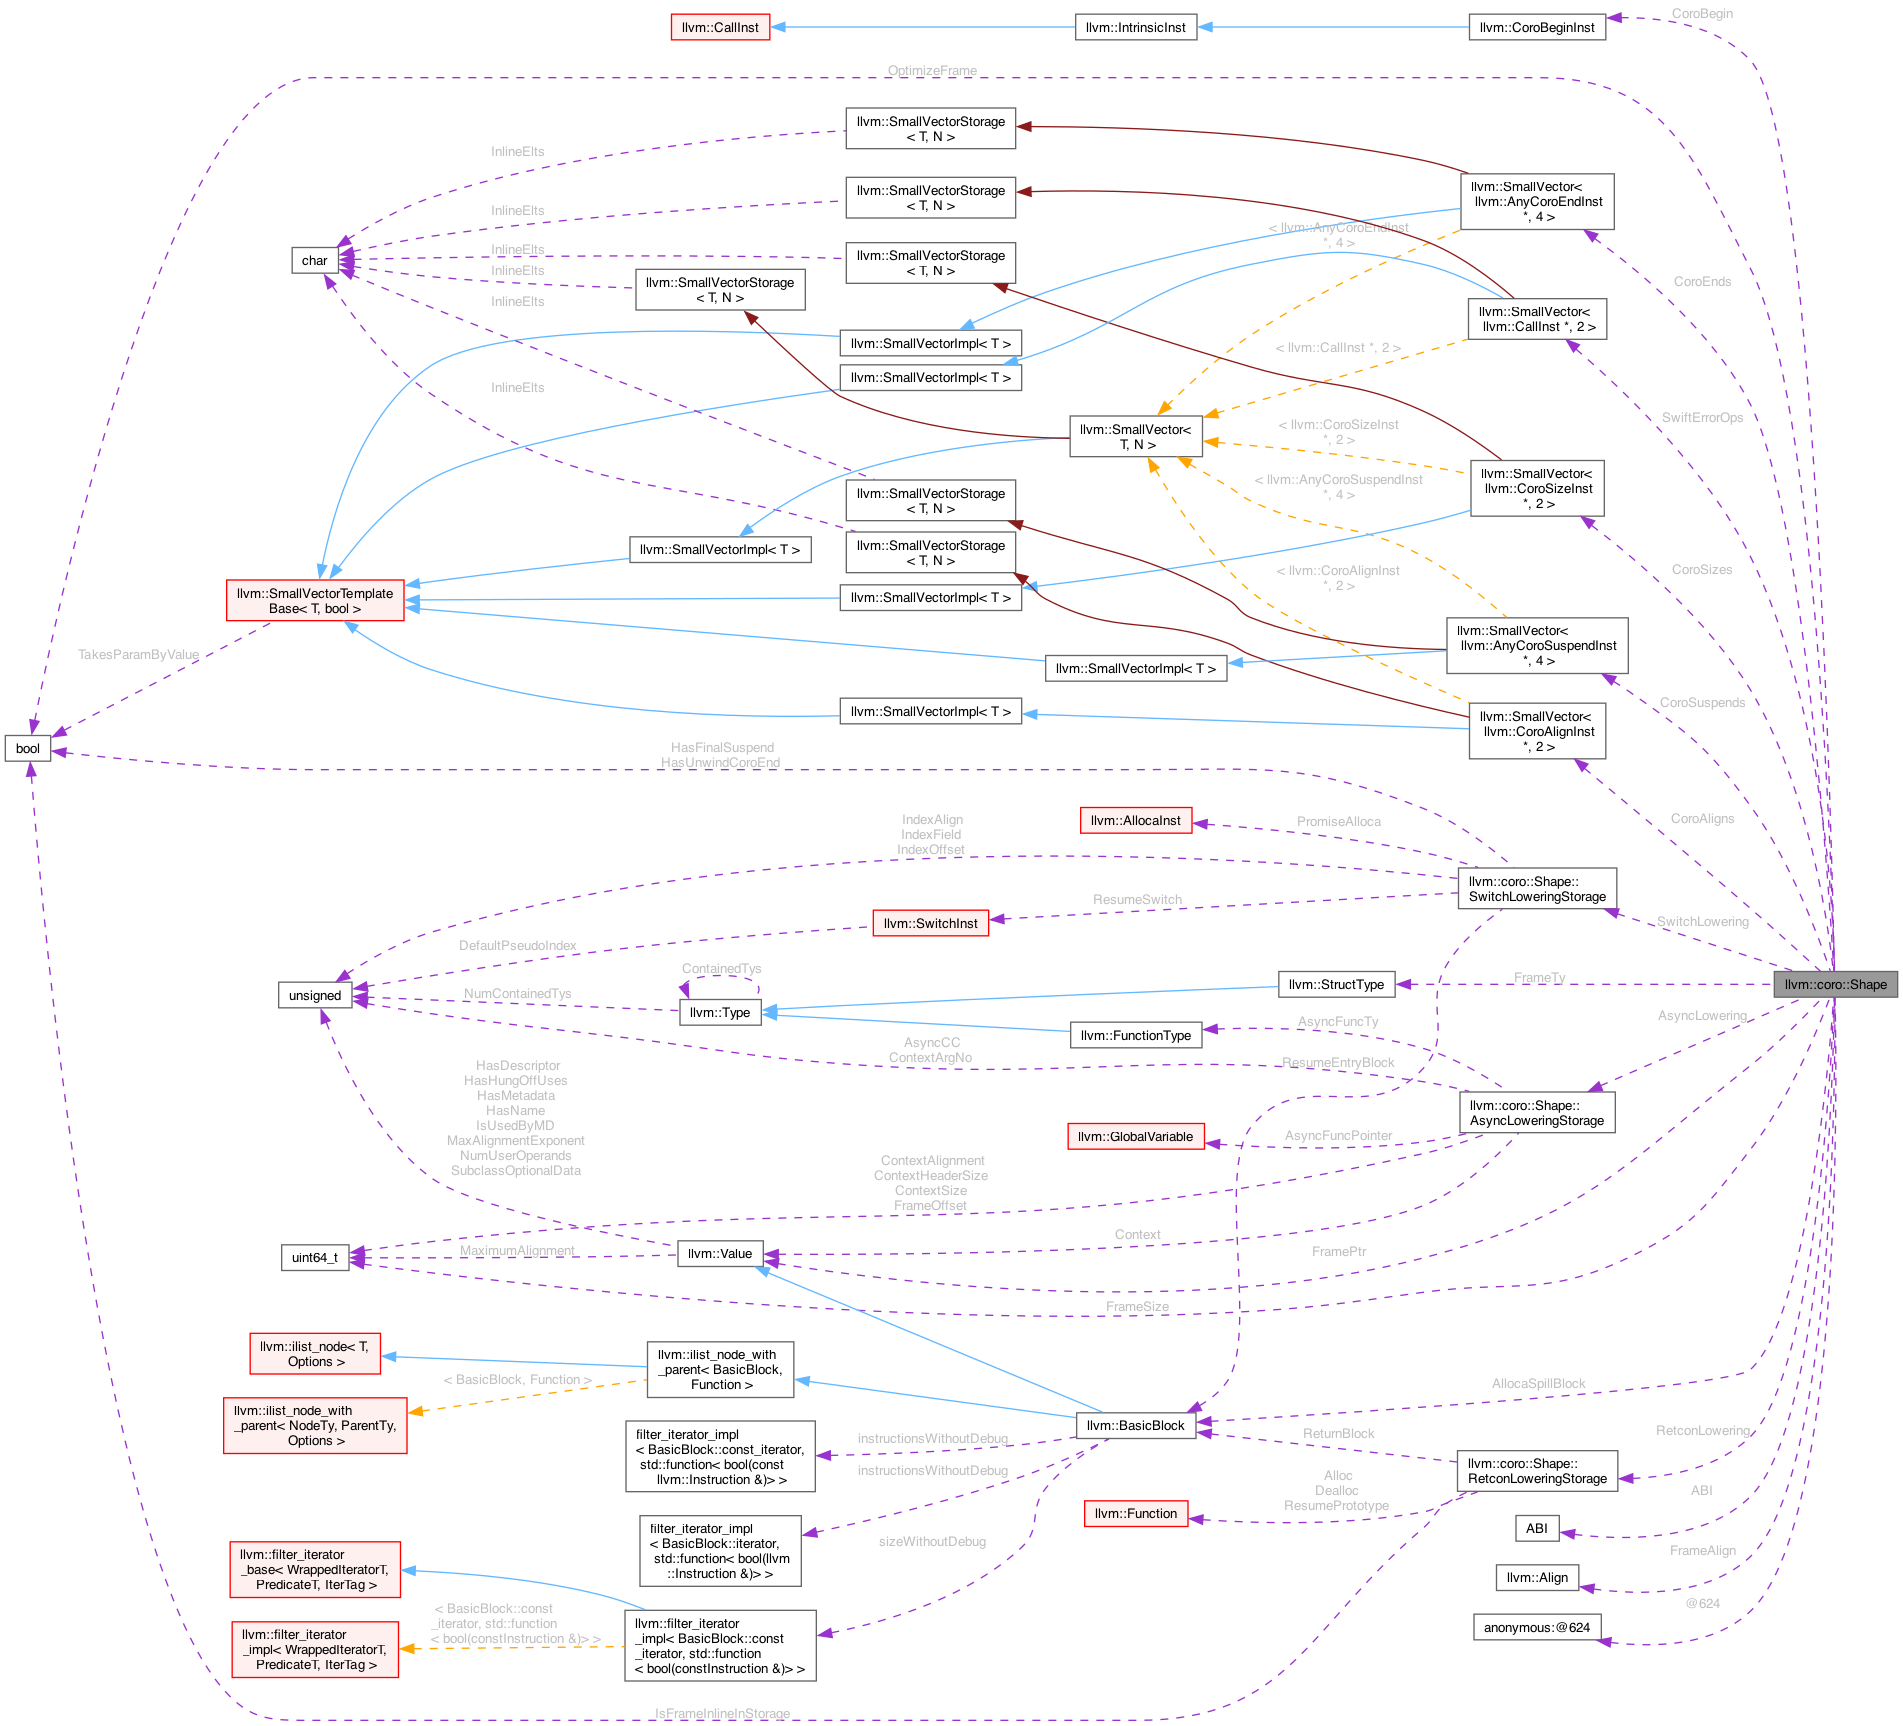 CoroBegin
llvm::CallInst
llvm::IntrinsicInst
llvm::CoroBeginInst
OptimizeFrame
llvm::SmallVectorStorage
< T, N >
InlineElts
llvm::SmallVectorStorage
< T, N >
llvm::SmallVector<
llvm::AnyCoroEndInst
*, 4 >
InlineElts
< llvm::AnyCoroEndInst
*, 4 >
char
InlineElts
llvm::SmallVectorStorage
< T, N >
InlineElts
llvm::SmallVectorStorage
< T, N >
CoroEnds
InlineElts
llvm::SmallVector<
llvm::CallInst *, 2 >
llvm::SmallVectorImpl< T >
< llvm::CallInst *, 2 >
llvm::SmallVectorImpl< T >
InlineElts
SwiftErrorOps
llvm::SmallVector<
T, N >
< llvm::CoroSizeInst
*, 2 >
< llvm::AnyCoroSuspendInst
*, 4 >
llvm::SmallVector<
llvm::CoroSizeInst
*, 2 >
llvm::SmallVectorStorage
< T, N >
llvm::SmallVectorImpl< T >
llvm::SmallVectorStorage
< T, N >
< llvm::CoroAlignInst
*, 2 >
CoroSizes
llvm::SmallVectorTemplate
Base< T, bool >
llvm::SmallVectorImpl< T >
TakesParamByValue
llvm::SmallVectorImpl< T >
llvm::SmallVector<
llvm::AnyCoroSuspendInst
*, 4 >
CoroSuspends
llvm::SmallVectorImpl< T >
llvm::SmallVector<
llvm::CoroAlignInst
*, 2 >
bool
HasFinalSuspend
HasUnwindCoroEnd
IndexAlign
IndexField
IndexOffset
llvm::AllocaInst
PromiseAlloca
CoroAligns
llvm::coro::Shape::
SwitchLoweringStorage
ResumeSwitch
llvm::SwitchInst
SwitchLowering
DefaultPseudoIndex
ContainedTys
FrameTy
llvm::coro::Shape
unsigned
NumContainedTys
llvm::Type
llvm::StructType
llvm::FunctionType
AsyncFuncTy
AsyncLowering
AsyncCC
ContextArgNo
ResumeEntryBlock
HasDescriptor
HasHungOffUses
HasMetadata
HasName
IsUsedByMD
MaxAlignmentExponent
NumUserOperands
SubclassOptionalData
llvm::coro::Shape::
AsyncLoweringStorage
llvm::GlobalVariable
AsyncFuncPointer
ContextAlignment
ContextHeaderSize
ContextSize
FrameOffset
Context
uint64_t
MaximumAlignment
llvm::Value
FramePtr
FrameSize
llvm::ilist_node< T,
Options >
llvm::ilist_node_with
_parent< BasicBlock,
Function >
< BasicBlock, Function >
AllocaSpillBlock
llvm::ilist_node_with
_parent< NodeTy, ParentTy,
Options >
llvm::BasicBlock
filter_iterator_impl
< BasicBlock::const_iterator,
std::function< bool(const
llvm::Instruction &)> >
instructionsWithoutDebug
instructionsWithoutDebug
ReturnBlock
RetconLowering
llvm::coro::Shape::
RetconLoweringStorage
Alloc
Dealloc
ResumePrototype
llvm::Function
ABI
ABI
filter_iterator_impl
< BasicBlock::iterator,
std::function< bool(llvm
::Instruction &)> >
sizeWithoutDebug
FrameAlign
llvm::Align
llvm::filter_iterator
_base< WrappedIteratorT,
PredicateT, IterTag >
@624
anonymous:@624
< BasicBlock::const
_iterator, std::function
< bool(constInstruction &)> >
llvm::filter_iterator
_impl< WrappedIteratorT,
PredicateT, IterTag >
llvm::filter_iterator
_impl< BasicBlock::const
_iterator, std::function
< bool(constInstruction &)> >
IsFrameInlineInStorage